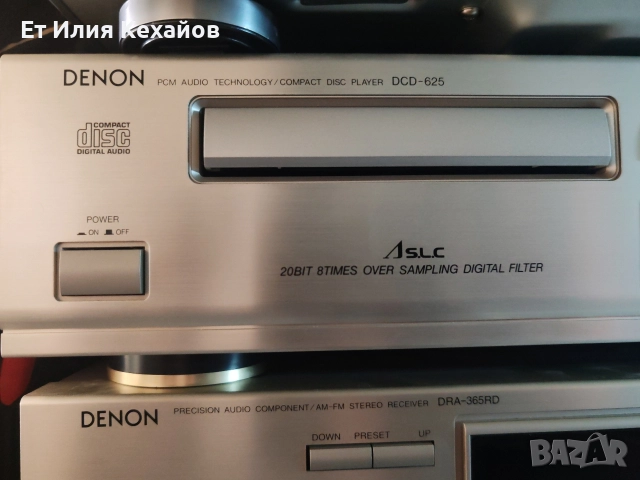 Ет Илия Кехайов
DENON PCM AUDIO TECHNOLOGY/COMPACT DISC PLAYER DCD-625
COMPACT
disc
DIGITAL AUDIO
POWER
ON OFF
A S.L.C
20BIT 8TIMES OVER SAMPLING DIGITAL FILTER
DENON PRECISION AUDIO COMPONENT/AM-FM STEREO RECEIVER DRA-365RD
DOWN PRESET UP
BAZAR